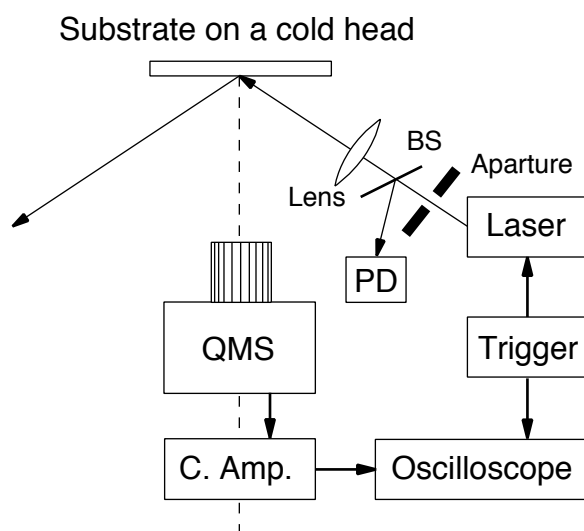 Substrate on a cold head
BS
Aparture
Lens
Laser
PD
QMS
Trigger
C. Amp.
Oscilloscope